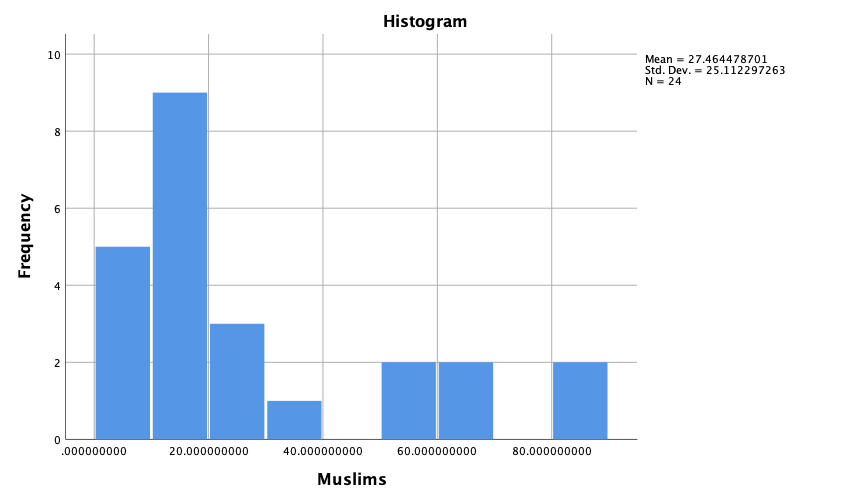 Histogram
Mean = 27.464478701
Std. Dev. = 25.112297263
N = 24
10
8
6
4
2
0
Frequency
.000000000 20.000000000 40.000000000 60.000000000 80.000000000
Muslims